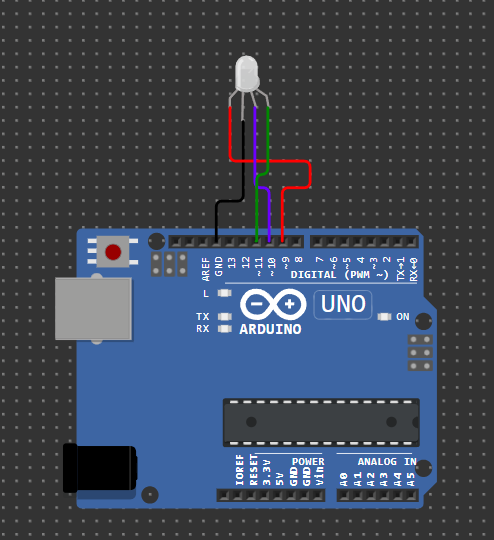 AREF
GND
13
12
~11
~10
~9
8
7
~6
~5
4
~3
2
TX→1
RX←0
DIGITAL (PWM ~)
L
TX
RX
UNO
ARDUINO
ON
POWER
ANALOG IN
IOREF
RESET
3.3V
5V
GND
GND
Vin
A0
A1
A2
A3
A4
A5